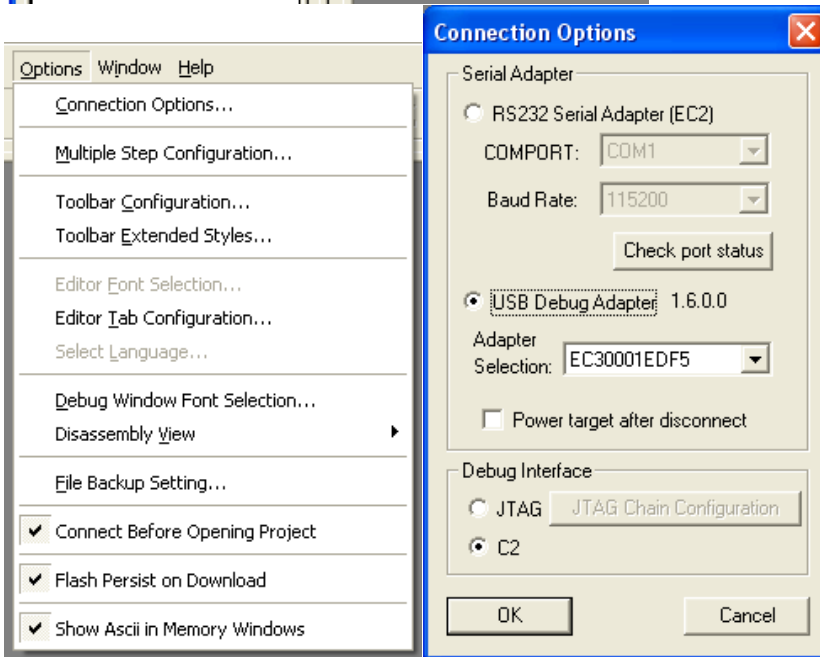 Options Window Help
Connection Options...
Multiple Step Configuration...
Toolbar Configuration...
Toolbar Extended Styles...
Editor Font Selection...
Editor Tab Configuration...
Select Language...
Debug Window Font Selection...
Disassembly View
File Backup Setting...
Connect Before Opening Project
Flash Persist on Download
Show Ascii in Memory Windows
Connection Options
Serial Adapter
RS232 Serial Adapter (EC2)
COMPORT: COM1
Baud Rate: 115200
Check port status
USB Debug Adapter 1.6.0.0
Adapter
Selection: EC30001EDF5
Power target after disconnect
Debug Interface
JTAG JTAG Chain Configuration
C2
OK Cancel